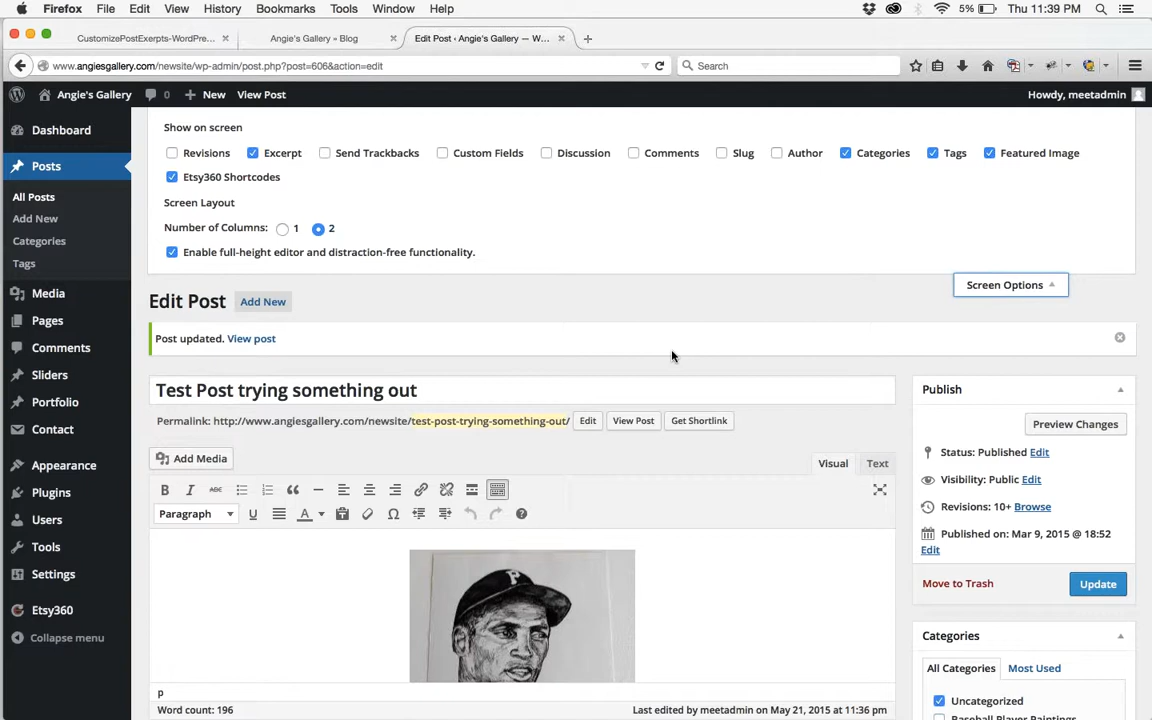 Firefox File Edit View History Bookmarks Tools Window Help 5% Thu 11:39 PM
CustomizePostExerpts-WordPre... Angie's Gallery » Blog Edit Post ‹ Angie's Gallery — W...
www.angiesgallery.com/newsite/wp-admin/post.php?post=606&action=edit Search
Angie's Gallery 0 New View Post Howdy, meetadmin
Show on screen
Revisions Excerpt Send Trackbacks Custom Fields Discussion Comments Slug Author Categories Tags Featured Image
Etsy360 Shortcodes
Screen Layout
Number of Columns: 1 2
Enable full-height editor and distraction-free functionality.
Screen Options
Dashboard
Posts
All Posts
Add New
Categories
Tags
Media
Pages
Comments
Sliders
Portfolio
Contact
Appearance
Plugins
Users
Tools
Settings
Etsy360
Collapse menu
Edit Post Add New
Post updated. View post
Test Post trying something out
Permalink: http://www.angiesgallery.com/newsite/test-post-trying-something-out/ Edit View Post Get Shortlink
Add Media
Visual Text
B I ABC
Paragraph U A Ω
P
p
Word count: 196 Last edited by meetadmin on May 21, 2015 at 11:36 pm
Publish
Preview Changes
Status: Published Edit
Visibility: Public Edit
Revisions: 10+ Browse
Published on: Mar 9, 2015 @ 18:52
Edit
Move to Trash Update
Categories
All Categories Most Used
Uncategorized
Baseball Player Paintings